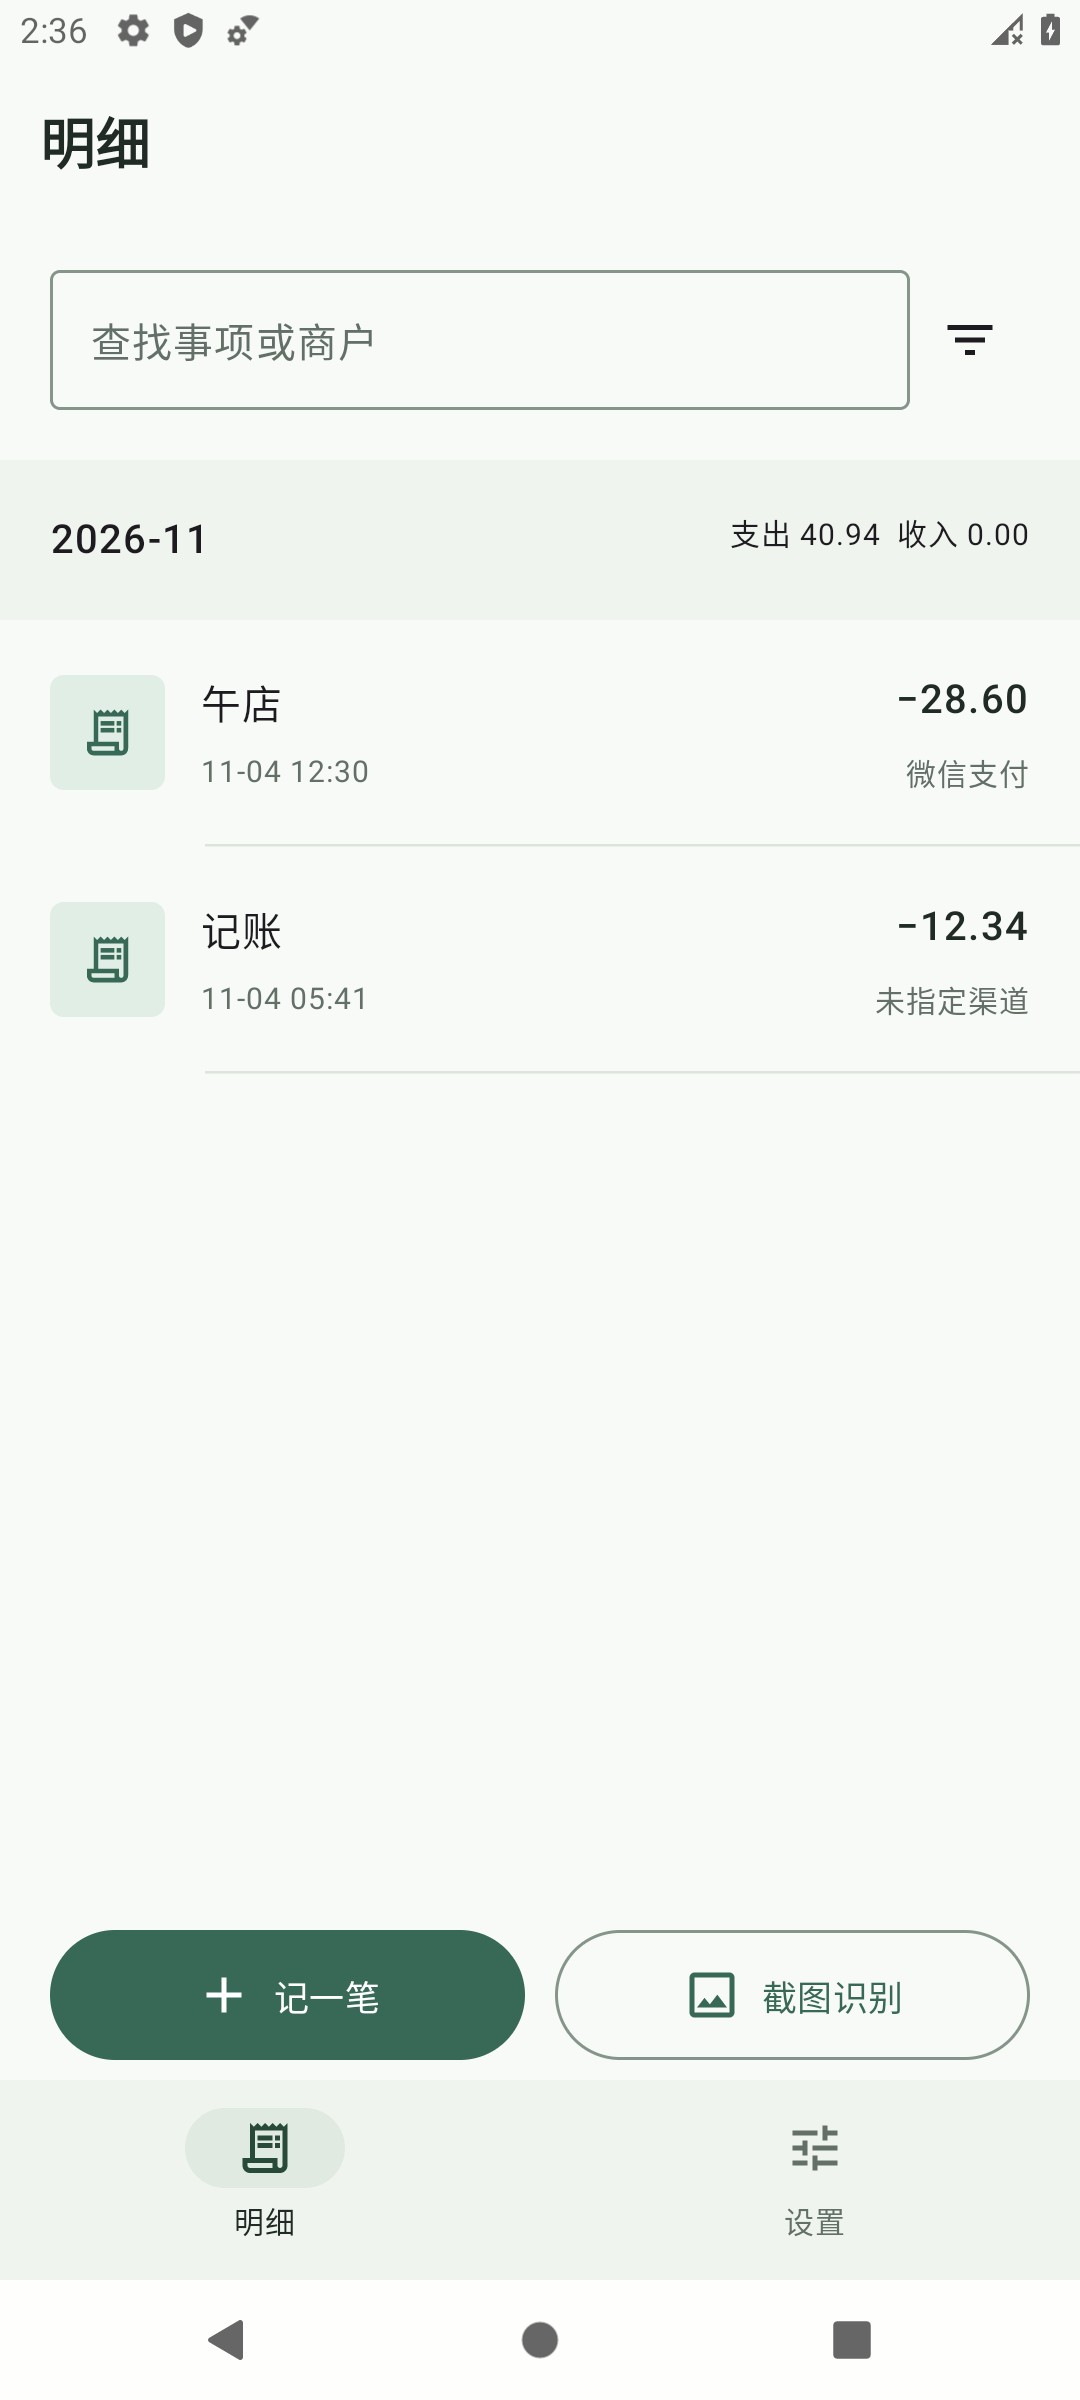 2:36
明细
查找事项或商户
2026-11
支出 40.94 收入 0.00
午店
−28.60
11-04 12:30
微信支付
记账
−12.34
11-04 05:41
未指定渠道
记一笔
截图识别
明细
设置